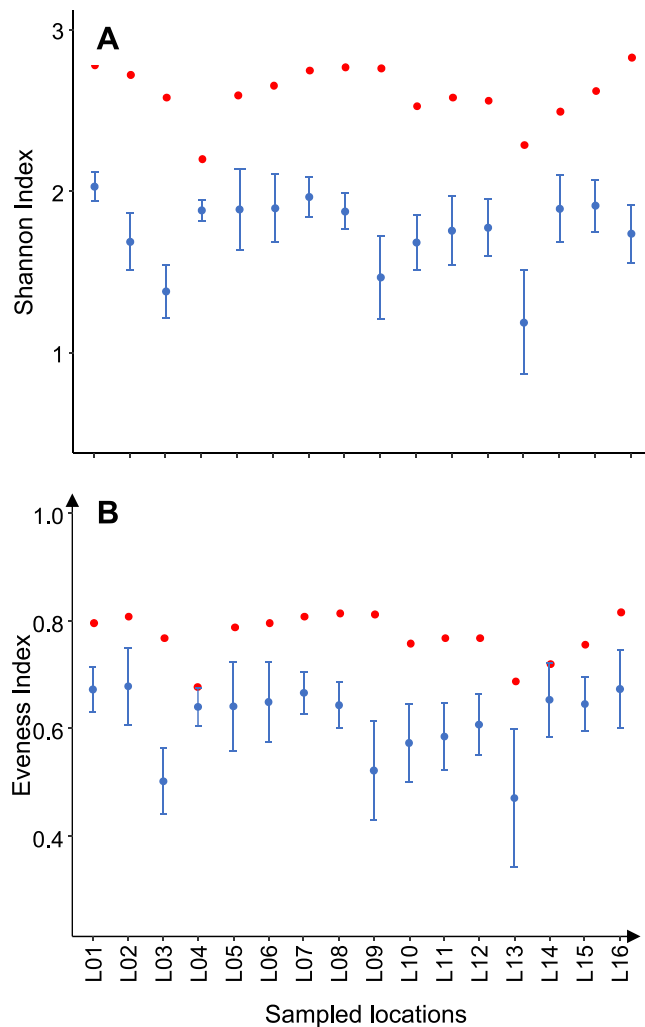 A
3
2
1
Shannon Index
B
1.0
0.8
0.6
0.4
Eveness Index
L01
L02
L03
L04
L05
L06
L07
L08
L09
L10
L11
L12
L13
L14
L15
L16
Sampled locations